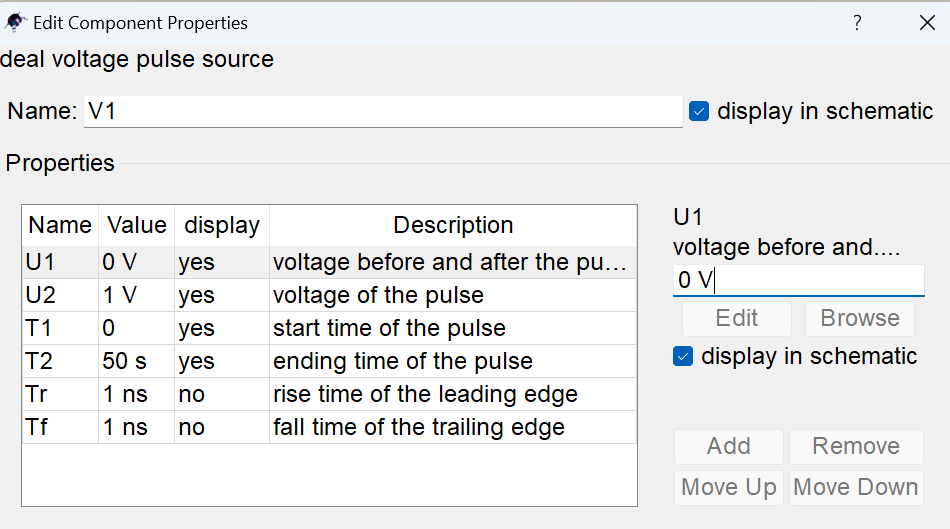 Edit Component Properties ? ×
deal voltage pulse source
Name: V1 display in schematic
Properties
Name Value display Description
U1 0 V yes voltage before and after the pu...
U2 1 V yes voltage of the pulse
T1 0 yes start time of the pulse
T2 50 s yes ending time of the pulse
Tr 1 ns no rise time of the leading edge
Tf 1 ns no fall time of the trailing edge
U1
voltage before and....
0 V
Edit Browse
display in schematic
Add Remove
Move Up Move Down